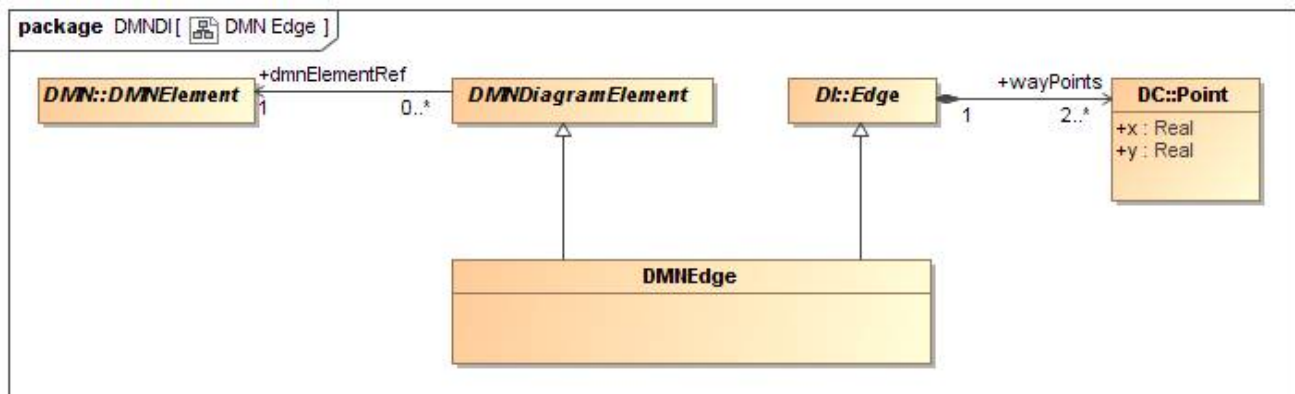 package DMNDI [ DMN Edge ]
+dmnElementRef
DMN::DMNElement
1
0..*
DMNDiagramElement
DI::Edge
+wayPoints
1
2..*
DC::Point
+x : Real
+y : Real
DMNEdge